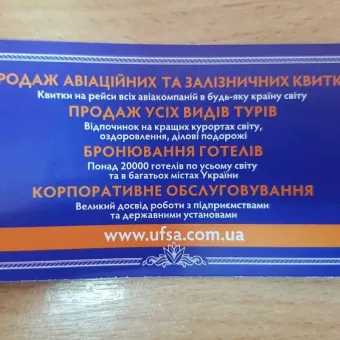 РОДАЖ АВІАЦІЙНИХ ТА ЗАЛІЗНИЧНИХ КВИТК
Квитки на рейси всіх авіакомпаній в будь-яку країну світу
ПРОДАЖ УСІХ ВИДІВ ТУРІВ
Відпочинок на кращих курортах світу,
оздоровлення, ділові подорожі
БРОНЮВАННЯ ГОТЕЛІВ
Понад 20000 готелів по усьому світу
та в багатьох містах України
КОРПОРАТИВНЕ ОБСЛУГОВУВАННЯ
Великий досвід роботи з підприємствами
та державними установами
www.ufsa.com.ua